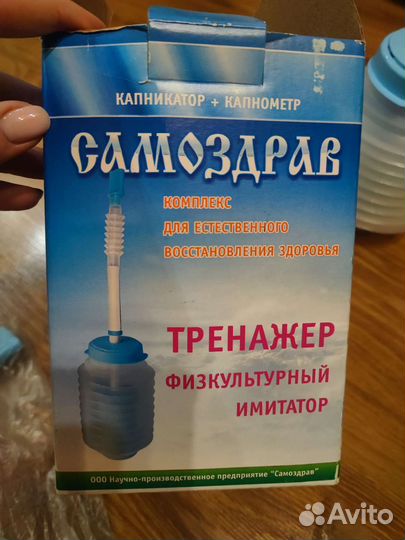 КАПНИКАТОР + КАПНОМЕТР
САМОЗДРАВ
КОМПЛЕКС
ДЛЯ ЕСТЕСТВЕННОГО
ВОССТАНОВЛЕНИЯ ЗДОРОВЬЯ
ТРЕНАЖЕР
ФИЗКУЛЬТУРНЫЙ
ИМИТАТОР
ООО Научно-производственное предприятие "Самоздрав"
Avito